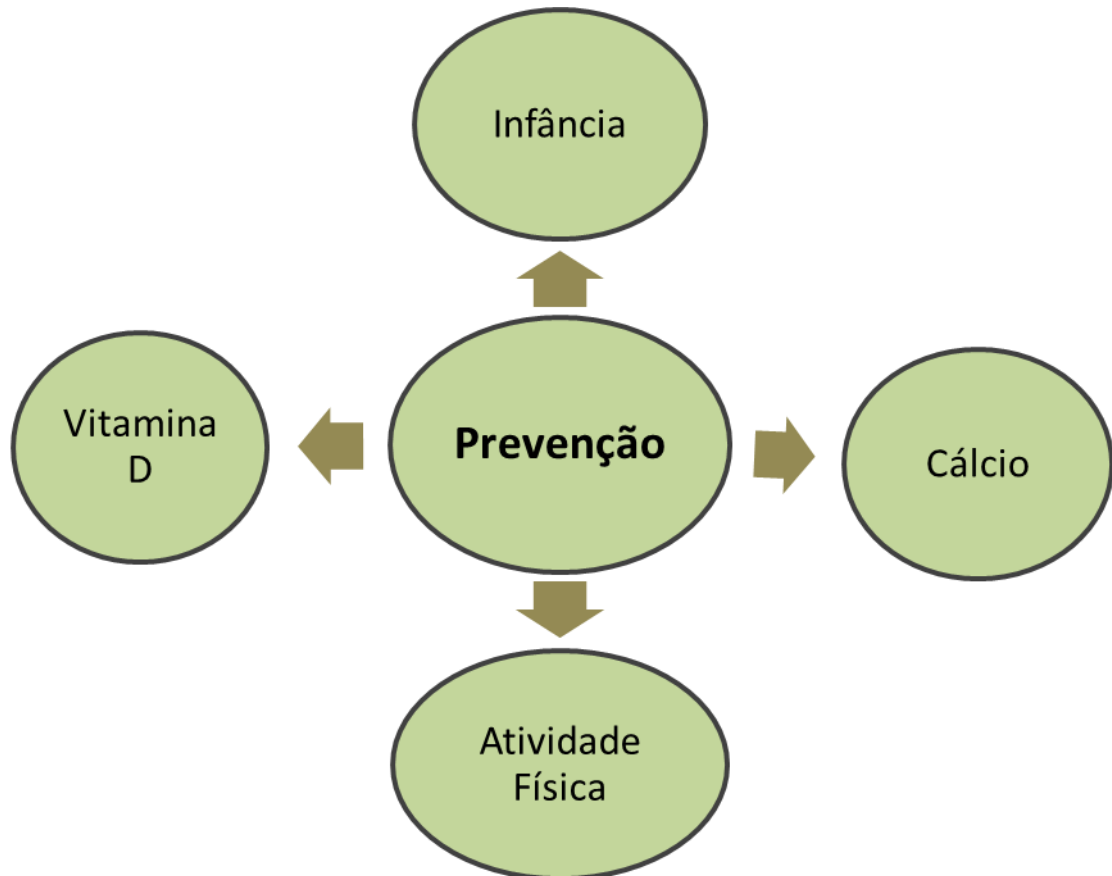 Infância
Vitamina
D
Prevenção
Cálcio
Atividade
Física